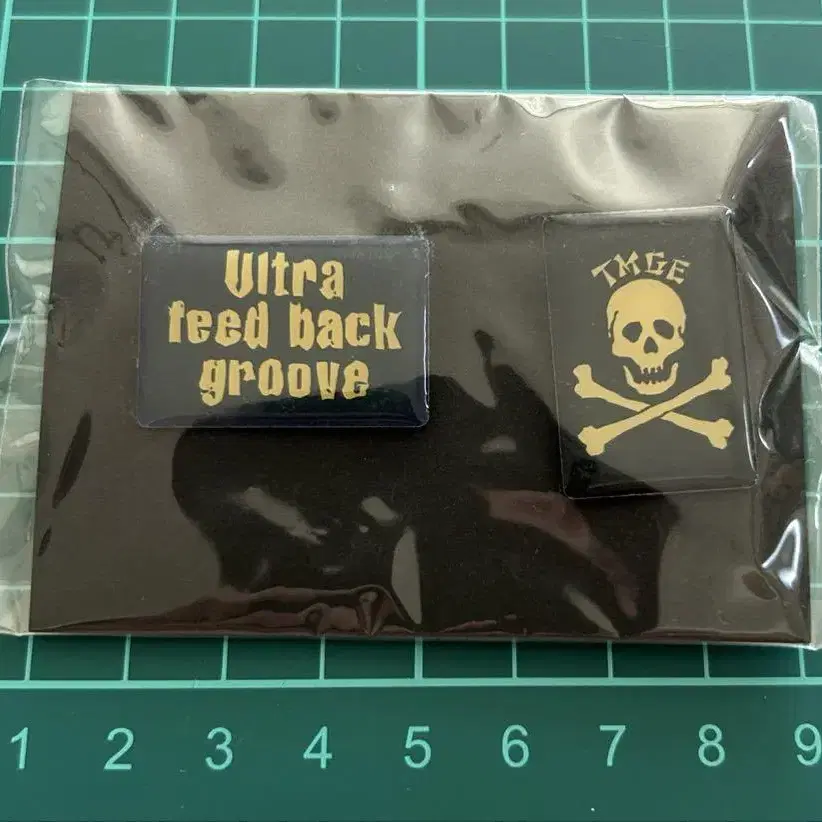 Ultra
feed back
groove
TMGE
1 2 3 4 5 6 7 8 9